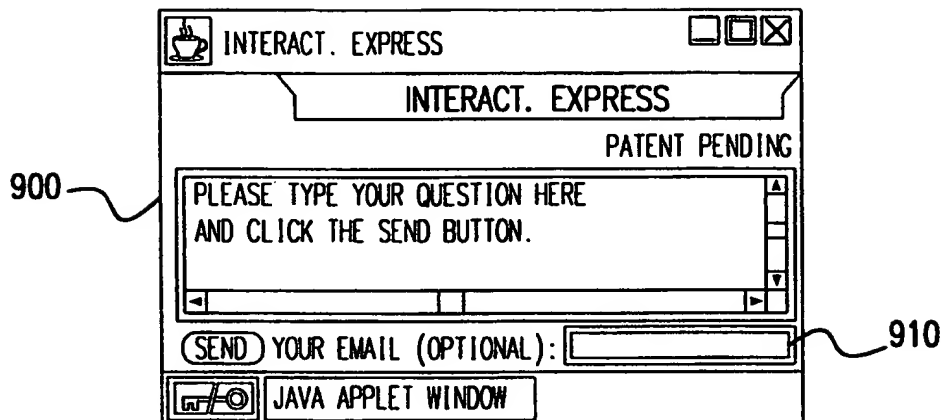 INTERACT. EXPRESS
INTERACT. EXPRESS
PATENT PENDING
900
PLEASE TYPE YOUR QUESTION HERE
AND CLICK THE SEND BUTTON.
SEND YOUR EMAIL (OPTIONAL):
910
JAVA APPLET WINDOW